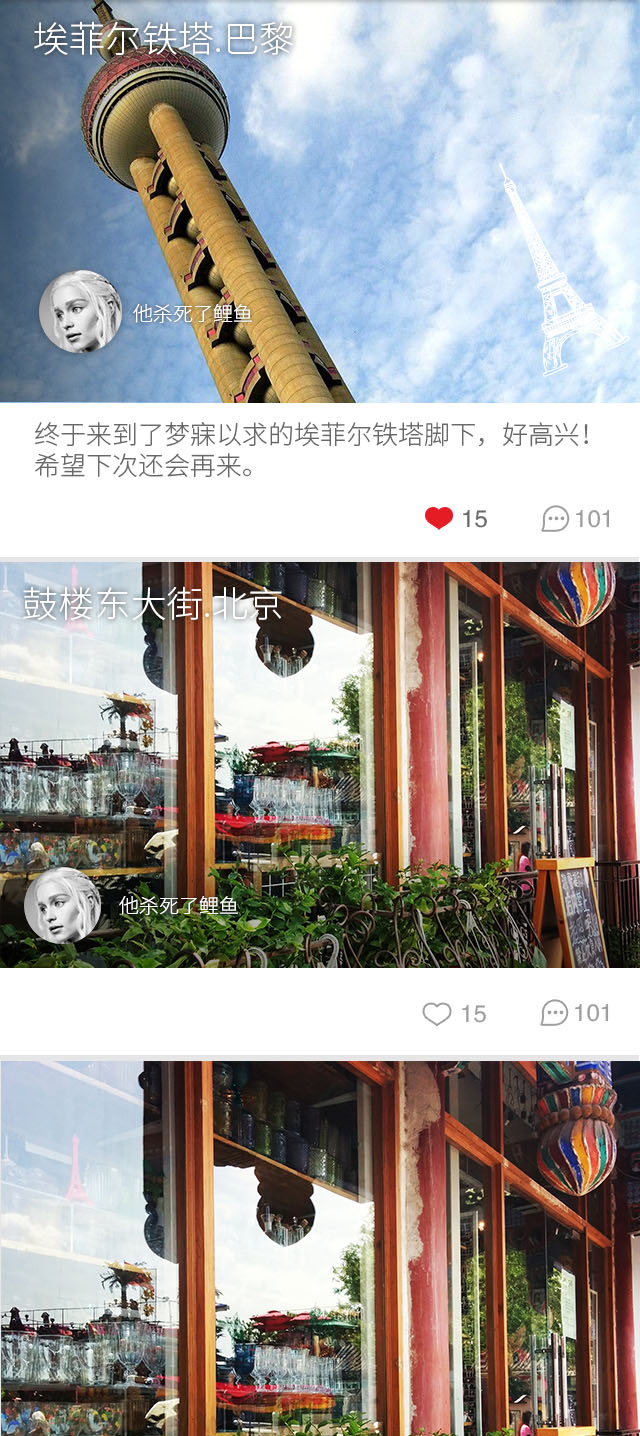 埃菲尔铁塔.巴黎
他杀死了鲤鱼
终于来到了梦寐以求的埃菲尔铁塔脚下，好高兴！
希望下次还会再来。
15
101
鼓楼东大街.北京
他杀死了鲤鱼
15
101